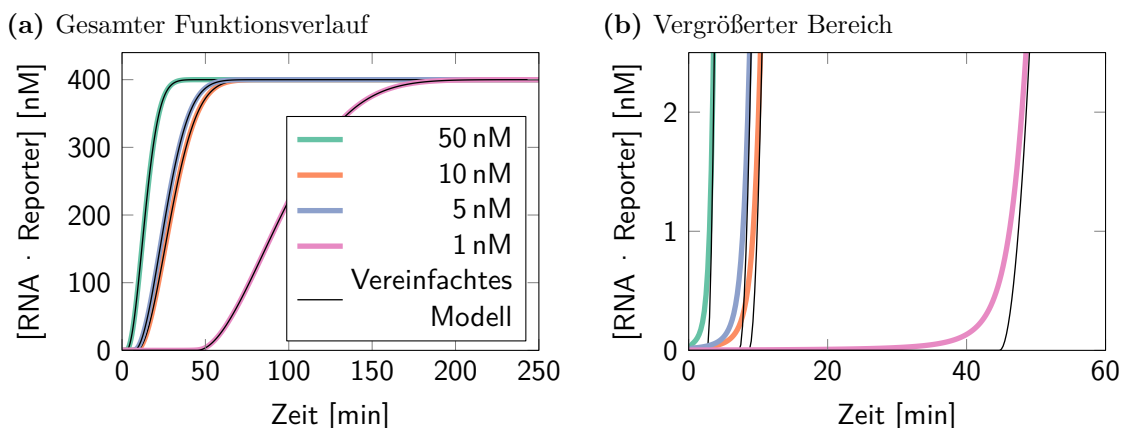 (a) Gesamter Funktionsverlauf
[RNA · Reporter] [nM]
400
300
200
100
0
0 50 100 150 200 250
Zeit [min]
50 nM
10 nM
5 nM
1 nM
Vereinfachtes
Modell
(b) Vergrößerter Bereich
[RNA · Reporter] [nM]
2
1
0
0 20 40 60
Zeit [min]